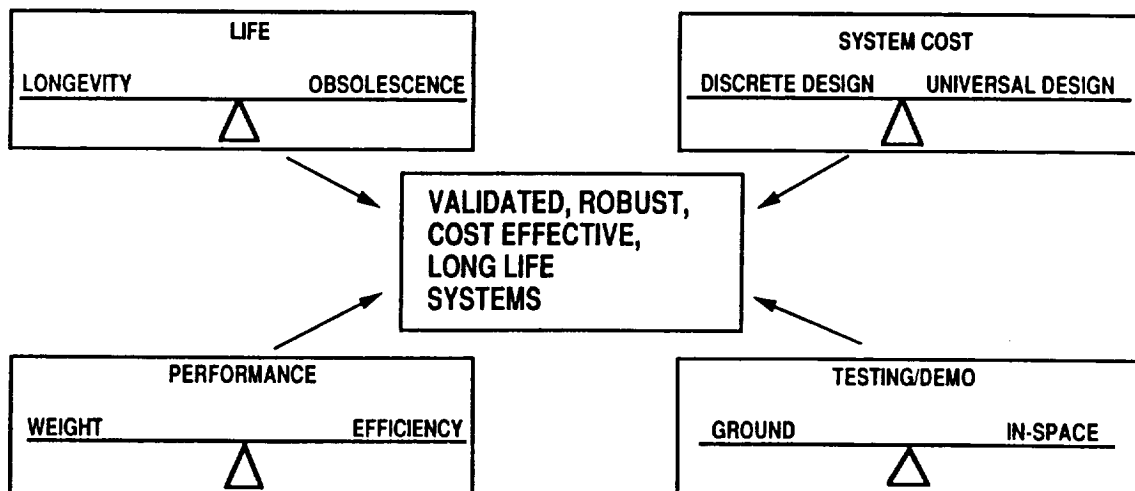 LIFE
LONGEVITY OBSOLESCENCE
SYSTEM COST
DISCRETE DESIGN UNIVERSAL DESIGN
VALIDATED, ROBUST,
COST EFFECTIVE,
LONG LIFE
SYSTEMS
PERFORMANCE
WEIGHT EFFICIENCY
TESTING/DEMO
GROUND IN-SPACE